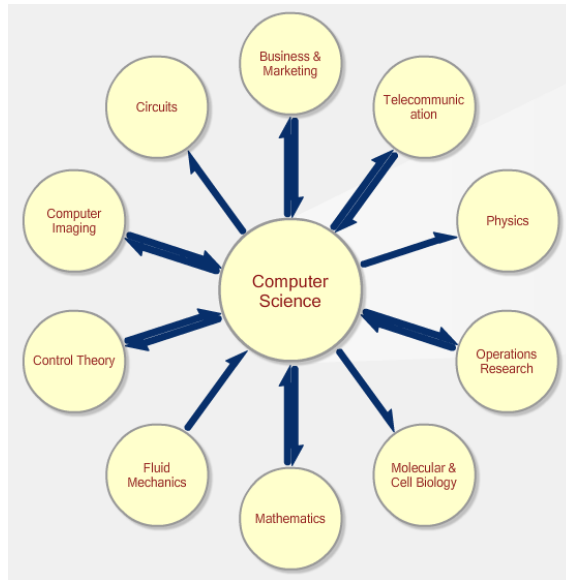 Business &
Marketing
Telecommunic
ation
Circuits
Computer
Imaging
Physics
Computer
Science
Control Theory
Operations
Research
Fluid
Mechanics
Molecular &
Cell Biology
Mathematics